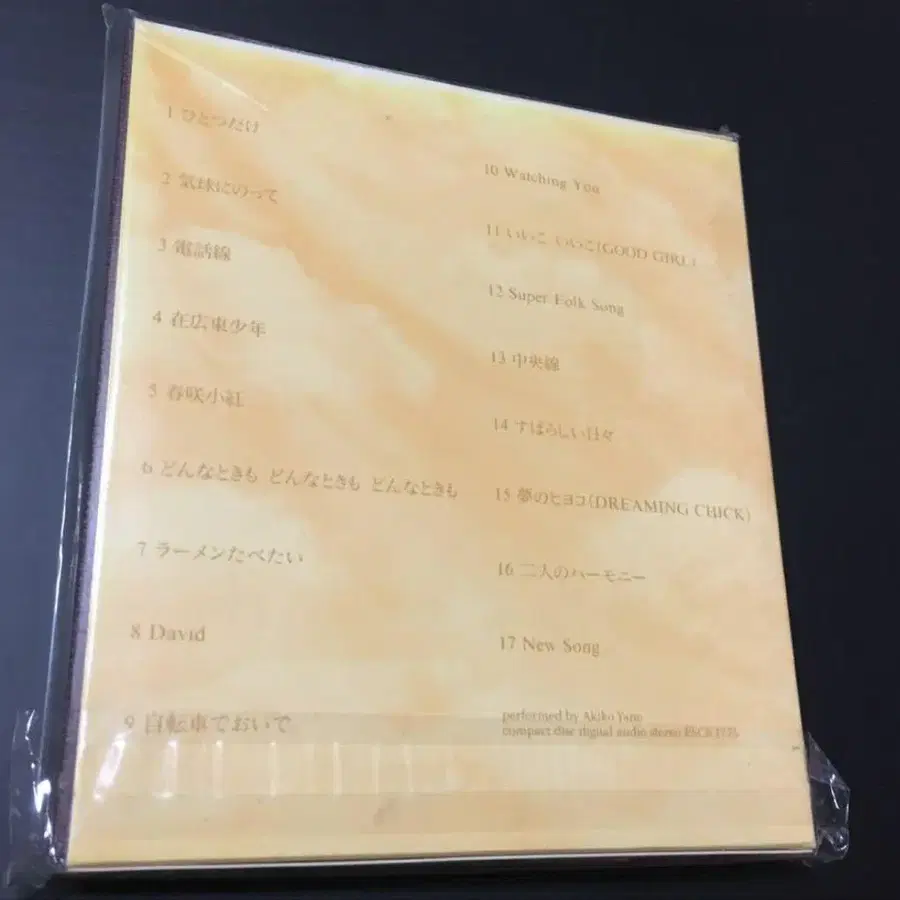 1 ひとつだけ
2 気球にのって
3 電話線
4 在広東少年
5 春咲小紅
6 どんなときも どんなときも どんなときも
7 ラーメンたべたい
8 David
9 自転車でおいで
10 Watching You
11 いいこ いいこ(GOOD GIRL)
12 Super Folk Song
13 中央線
14 すばらしい日々
15 夢のヒヨコ(DREAMING CHICK)
16 二人のハーモニー
17 New Song
performed by Akiko Yano
compact disc digital audio stereo